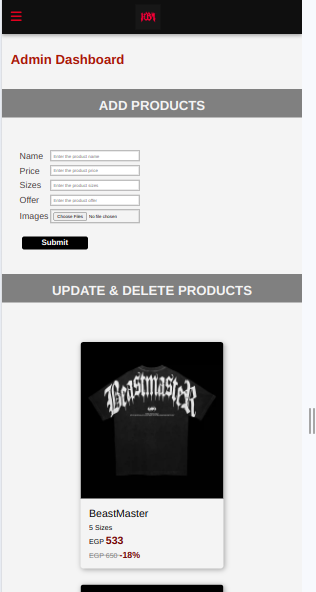 Admin Dashboard
ADD PRODUCTS
Name Enter the product name
Price Enter the product price
Sizes Enter the product sizes
Offer Enter the product offer
Images Choose Files No file chosen
Submit
UPDATE & DELETE PRODUCTS
BeastmasteR
BeastMaster
5 Sizes
EGP 533
EGP 650 -18%